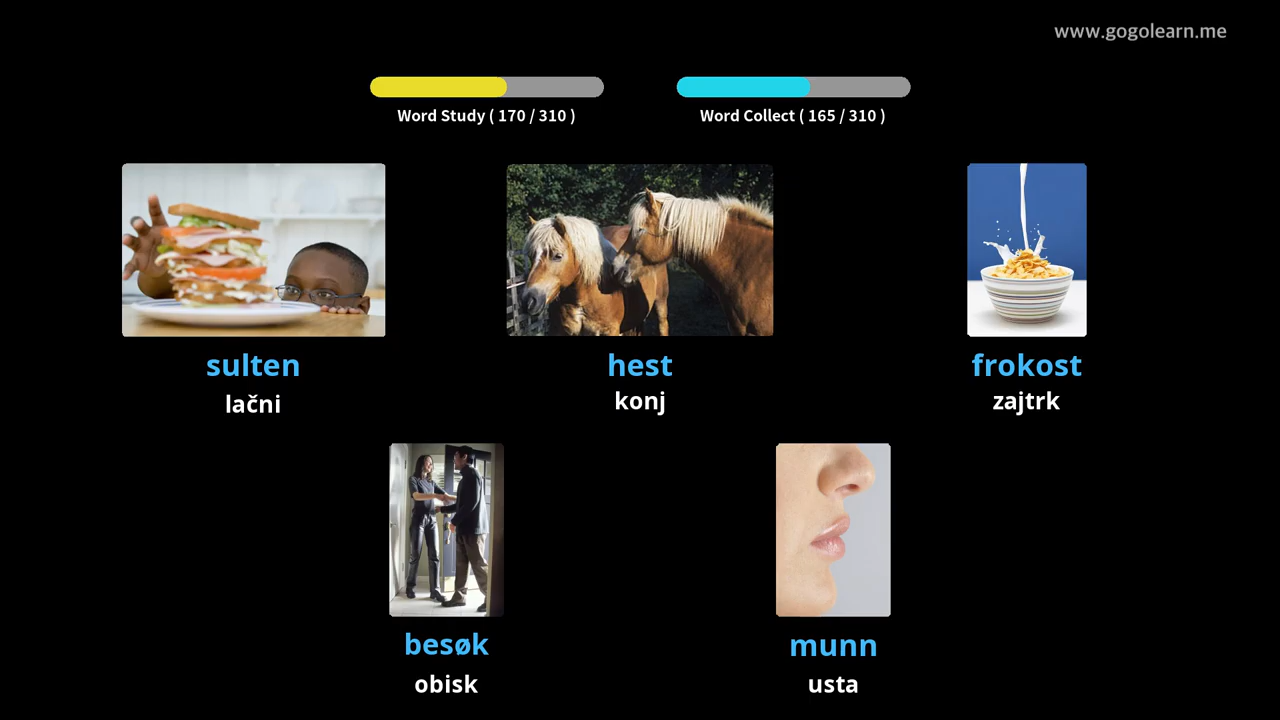 www.gogolearn.me
Word Study ( 170 / 310 )
Word Collect ( 165 / 310 )
sulten
lačni
hest
konj
frokost
zajtrk
besøk
obisk
munn
usta